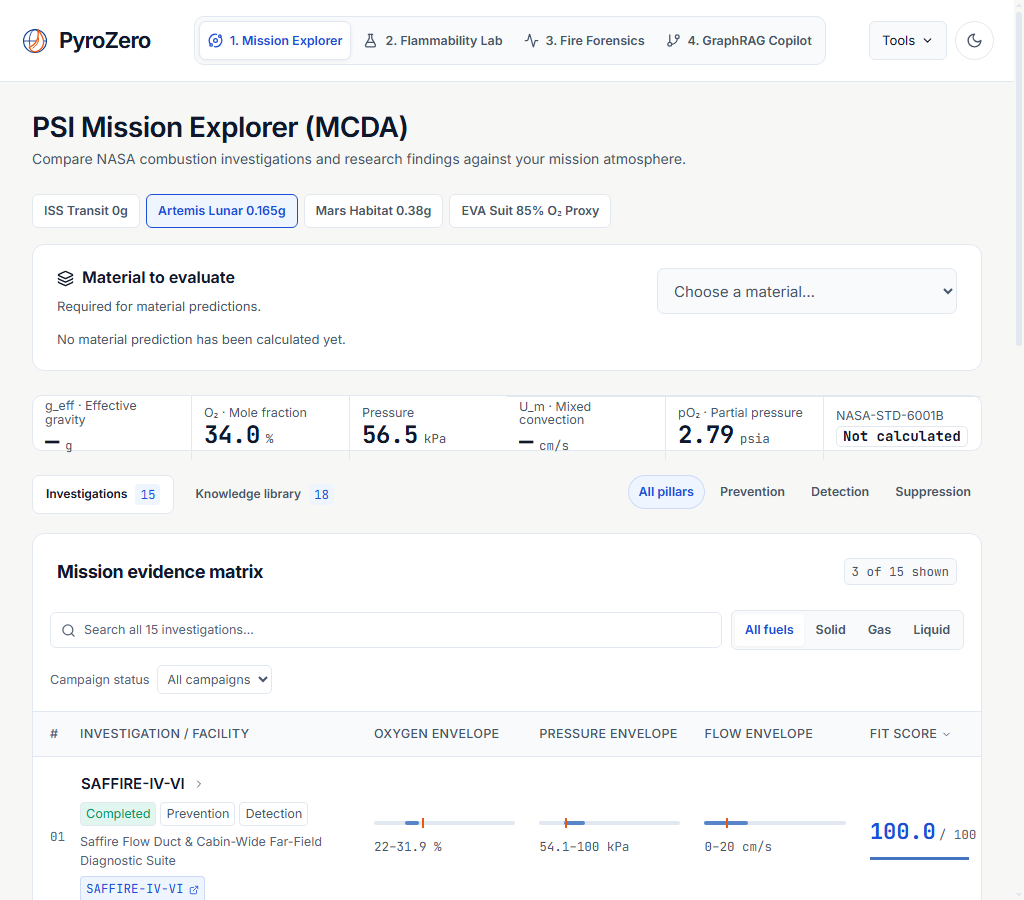 PyroZero
1. Mission Explorer
2. Flammability Lab
3. Fire Forensics
4. GraphRAG Copilot
Tools
PSI Mission Explorer (MCDA)
Compare NASA combustion investigations and research findings against your mission atmosphere.
ISS Transit 0g
Artemis Lunar 0.165g
Mars Habitat 0.38g
EVA Suit 85% O₂ Proxy
Material to evaluate
Required for material predictions.
No material prediction has been calculated yet.
Choose a material...
g_eff · Effective
gravity
— g
O₂ · Mole fraction
34.0 %
Pressure
56.5 kPa
U_m · Mixed
convection
— cm/s
pO₂ · Partial pressure
2.79 psia
NASA-STD-6001B
Not calculated
Investigations 15
Knowledge library 18
All pillars
Prevention
Detection
Suppression
Mission evidence matrix
3 of 15 shown
Search all 15 investigations...
All fuels
Solid
Gas
Liquid
Campaign status
All campaigns
# INVESTIGATION / FACILITY OXYGEN ENVELOPE PRESSURE ENVELOPE FLOW ENVELOPE FIT SCORE
SAFFIRE-IV-VI
Completed Prevention Detection
01
Saffire Flow Duct & Cabin-Wide Far-Field
Diagnostic Suite
SAFFIRE-IV-VI
22–31.9 %
54.1–100 kPa
0–20 cm/s
100.0 / 100